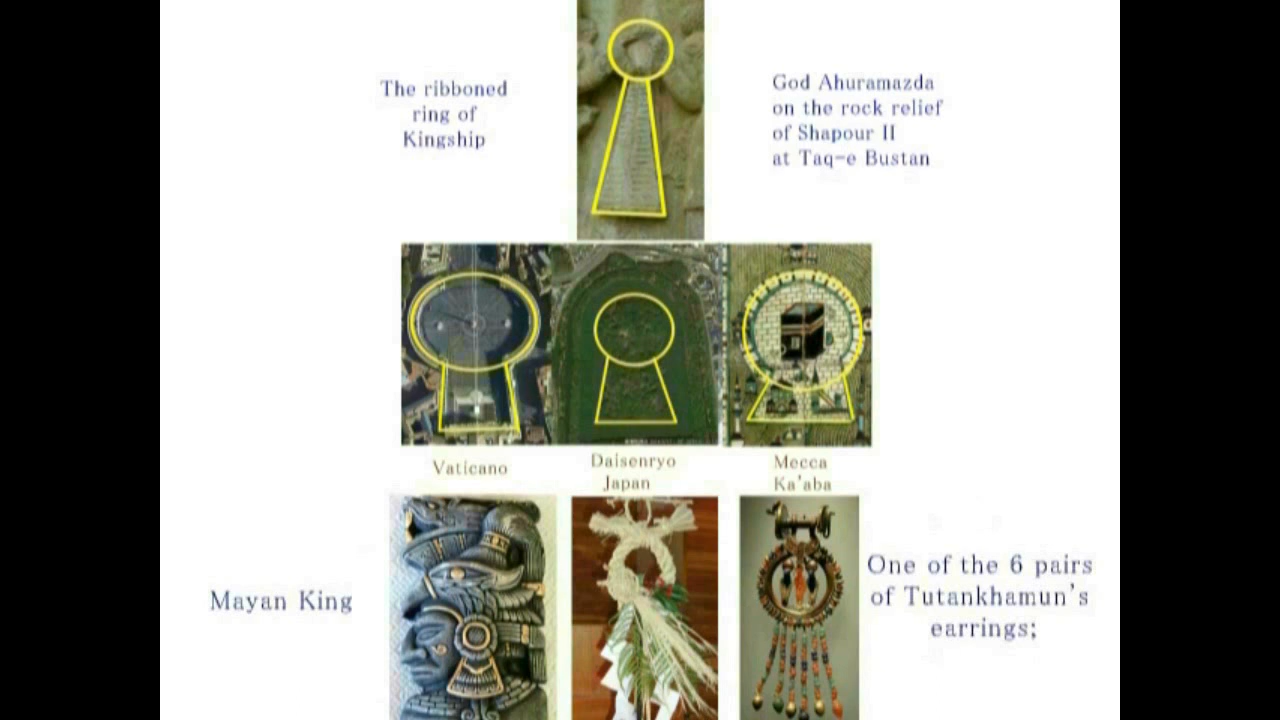 The ribboned
ring of
Kingship
God Ahuramazda
on the rock relief
of Shapour II
at Taq-e Bustan
Vaticano
Daisenryo
Japan
Mecca
Ka'aba
Mayan King
One of the 6 pairs
of Tutankhamun's
earrings;